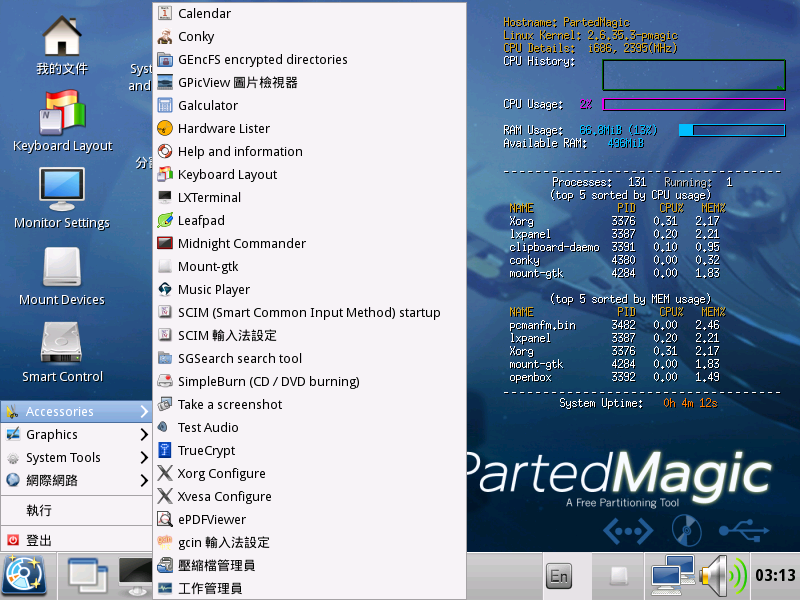 我的文件
Keyboard Layout
Monitor Settings
Mount Devices
Smart Control
Syst
and
分割
Accessories
Graphics
System Tools
網際網路
執行
登出
Calendar
Conky
GEncFS encrypted directories
GPicView 圖片檢視器
Galculator
Hardware Lister
Help and information
Keyboard Layout
LXTerminal
Leafpad
Midnight Commander
Mount-gtk
Music Player
SCIM (Smart Common Input Method) startup
SCIM 輸入法設定
SGSearch search tool
SimpleBurn (CD / DVD burning)
Take a screenshot
Test Audio
TrueCrypt
Xorg Configure
Xvesa Configure
ePDFViewer
gcin 輸入法設定
壓縮檔管理員
工作管理員
Hostname: PartedMagic
Linux Kernel: 2.6.35.3-pmagic
CPU Details: i686, 2395(MHz)
CPU History:
CPU Usage: 2%
RAM Usage: 66.8MiB (13%)
Available RAM: 496MiB
Processes: 131 Running: 1
(top 5 sorted by CPU usage)
NAME PID CPU% MEM%
Xorg 3376 0.31 2.17
lxpanel 3387 0.20 2.21
clipboard-daemo 3391 0.10 0.95
conky 4380 0.00 0.32
mount-gtk 4284 0.00 1.83
(top 5 sorted by MEM usage)
NAME PID CPU% MEM%
pcmanfm.bin 3482 0.00 2.46
lxpanel 3387 0.20 2.21
Xorg 3376 0.31 2.17
mount-gtk 4284 0.00 1.83
openbox 3392 0.00 1.49
System Uptime: 0h 4m 12s
PartedMagic
A Free Partitioning Tool
En
03:13